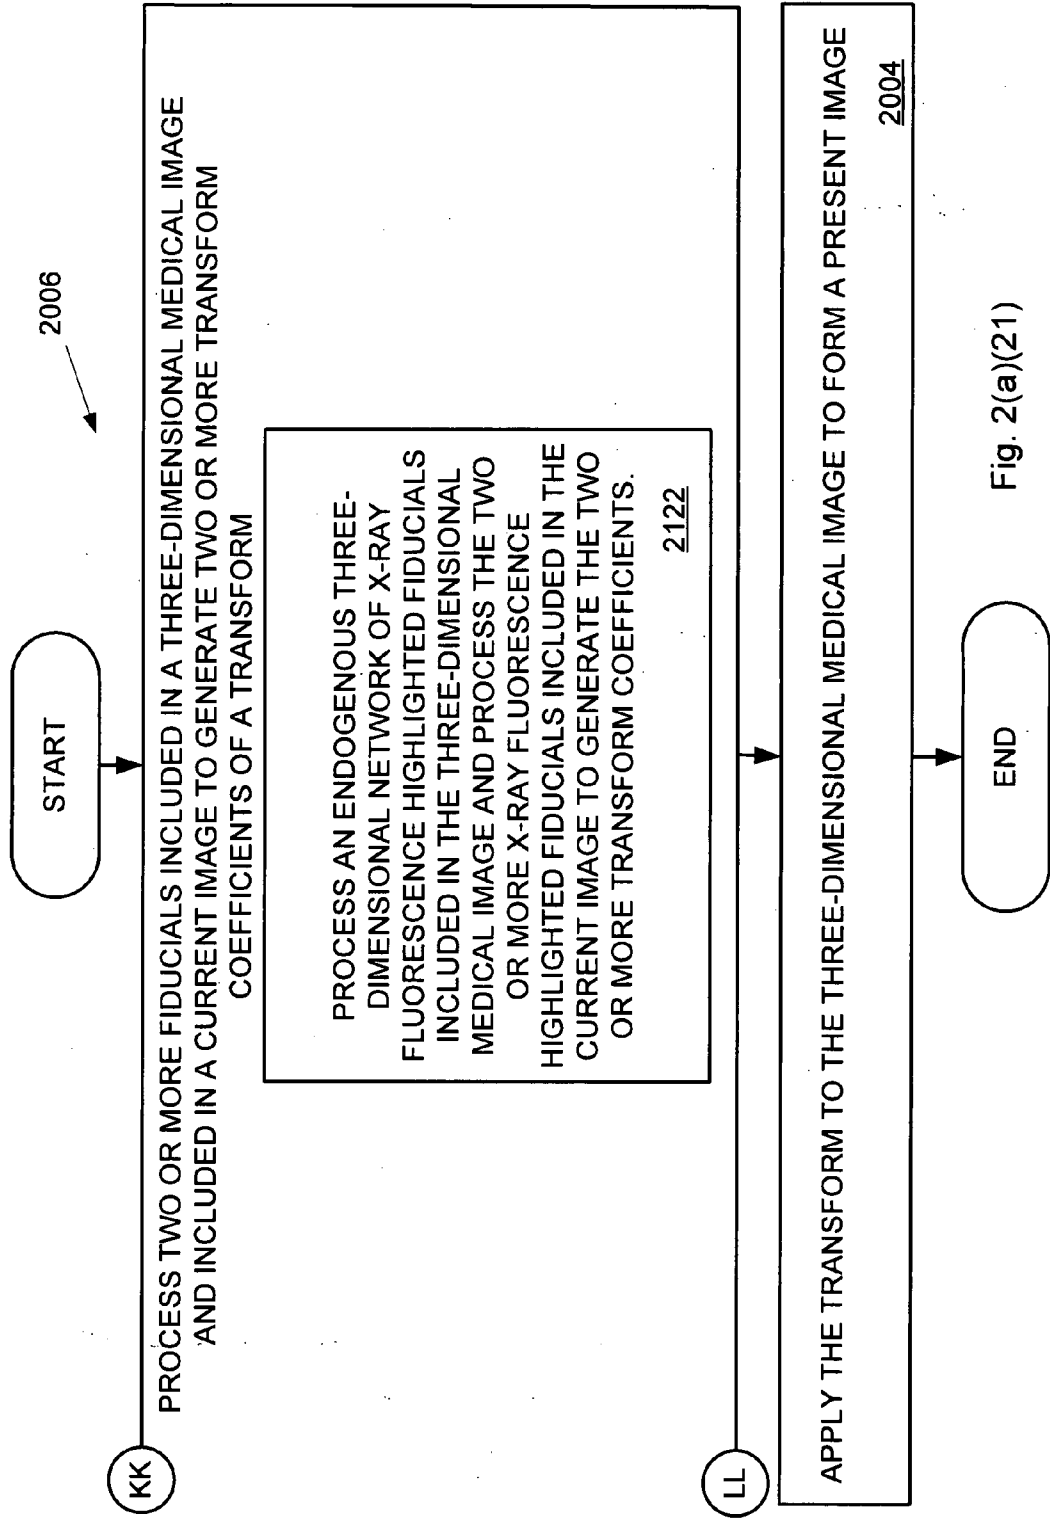 2006
START
KK
PROCESS TWO OR MORE FIDUCIALS INCLUDED IN A THREE-DIMENSIONAL MEDICAL IMAGE
AND INCLUDED IN A CURRENT IMAGE TO GENERATE TWO OR MORE TRANSFORM
COEFFICIENTS OF A TRANSFORM
PROCESS AN ENDOGENOUS THREE-
DIMENSIONAL NETWORK OF X-RAY
FLUORESCENCE HIGHLIGHTED FIDUCIALS
INCLUDED IN THE THREE-DIMENSIONAL
MEDICAL IMAGE AND PROCESS THE TWO
OR MORE X-RAY FLUORESCENCE
HIGHLIGHTED FIDUCIALS INCLUDED IN THE
CURRENT IMAGE TO GENERATE THE TWO
OR MORE TRANSFORM COEFFICIENTS.
2122
LL
APPLY THE TRANSFORM TO THE THREE-DIMENSIONAL MEDICAL IMAGE TO FORM A PRESENT IMAGE
2004
END
Fig. 2(a)(21)